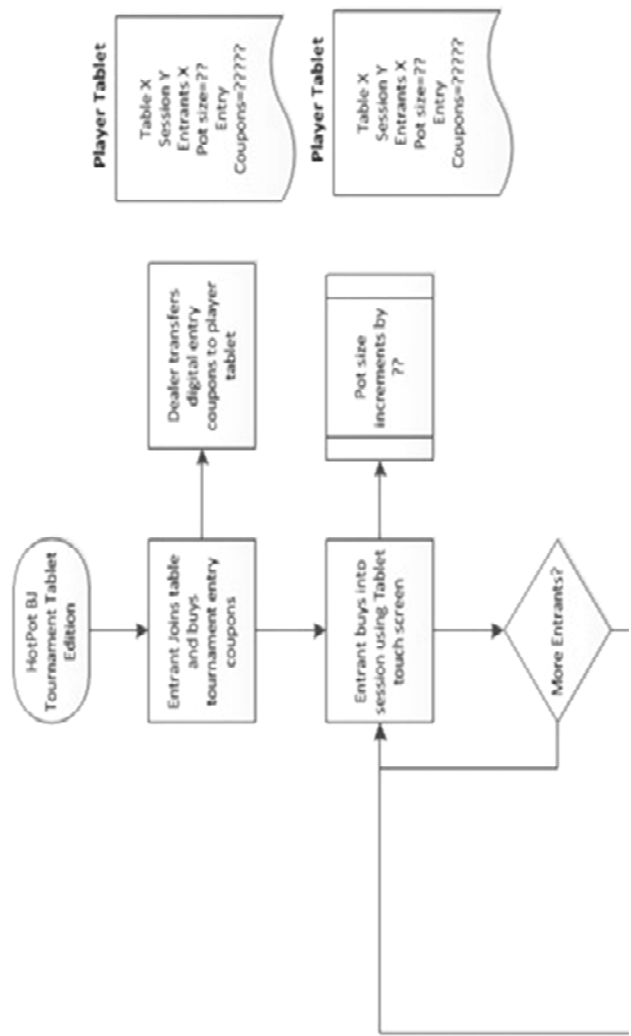 HotPot BJ
Tournament Tablet
Edition
Entrant Joins table
and buys
tournament entry
coupons
Dealer transfers
digital entry
coupons to player
tablet
Player Tablet
Table X
Session Y
Entrants X
Pot size=??
Entry
Coupons=?????
Entrant buys into
session using Tablet
touch screen
Pot size
increments by
??
Player Tablet
Table X
Session Y
Entrants X
Pot size=??
Entry
Coupons=?????
More Entrants?